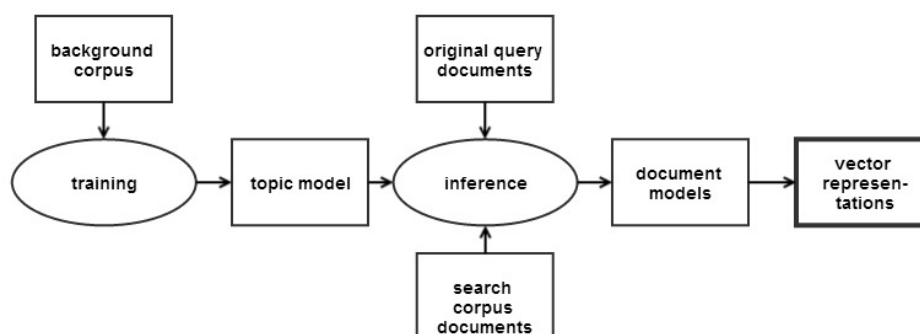 background
corpus
original query
documents
training
topic model
inference
document
models
vector
represen-
tations
search
corpus
documents